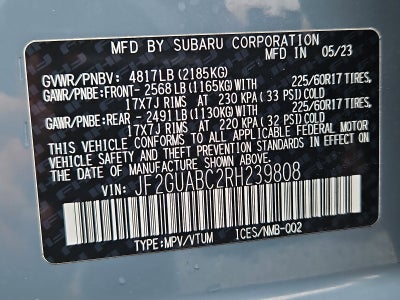 MFD BY SUBARU CORPORATION IN 05/23
GVWR/PNBV: 4817LB (2185KG)
GAWR/PNBE:FRONT- 2568LB (1165KG)WITH 225/60R17 TIRES,
17X7J RIMS AT 230 KPA (33 PSI) COLD
GAWR/PNBE:REAR - 2491LB (1130KG)WITH 225/60R17 TIRES,
17X7J RIMS AT 220 KPA (32 PSI) COLD
THIS VEHICLE CONFORMS TO ALL APPLICABLE FEDERAL MOTOR
VEHICLE SAFETY AND THEFT PREVENTION STANDARDS IN EFFECT ON
THE DATE OF MANUFACTURE SHOWN ABOVE.
VIN: JF2GUABC2RH239808
TYPE:MPV/VTUM ICES/NMB-002